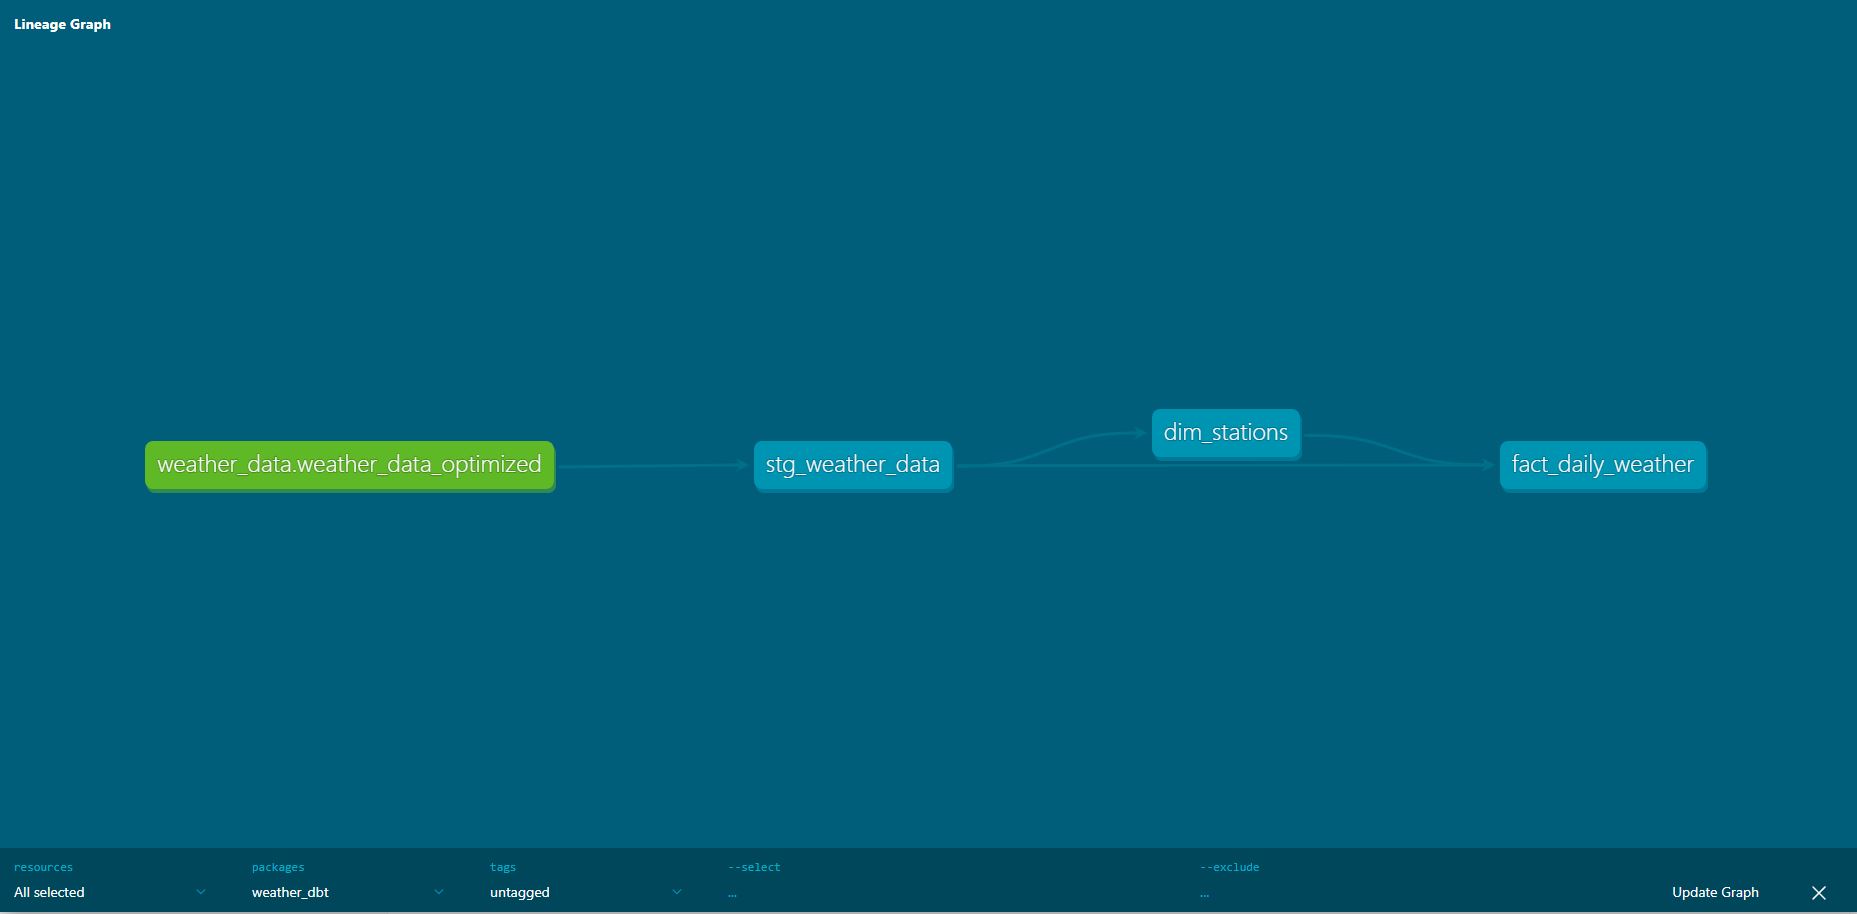 Lineage Graph
dim_stations
weather_data.weather_data_optimized
stg_weather_data
fact_daily_weather
resources
packages
tags
--select
--exclude
All selected
weather_dbt
untagged
...
...
Update Graph